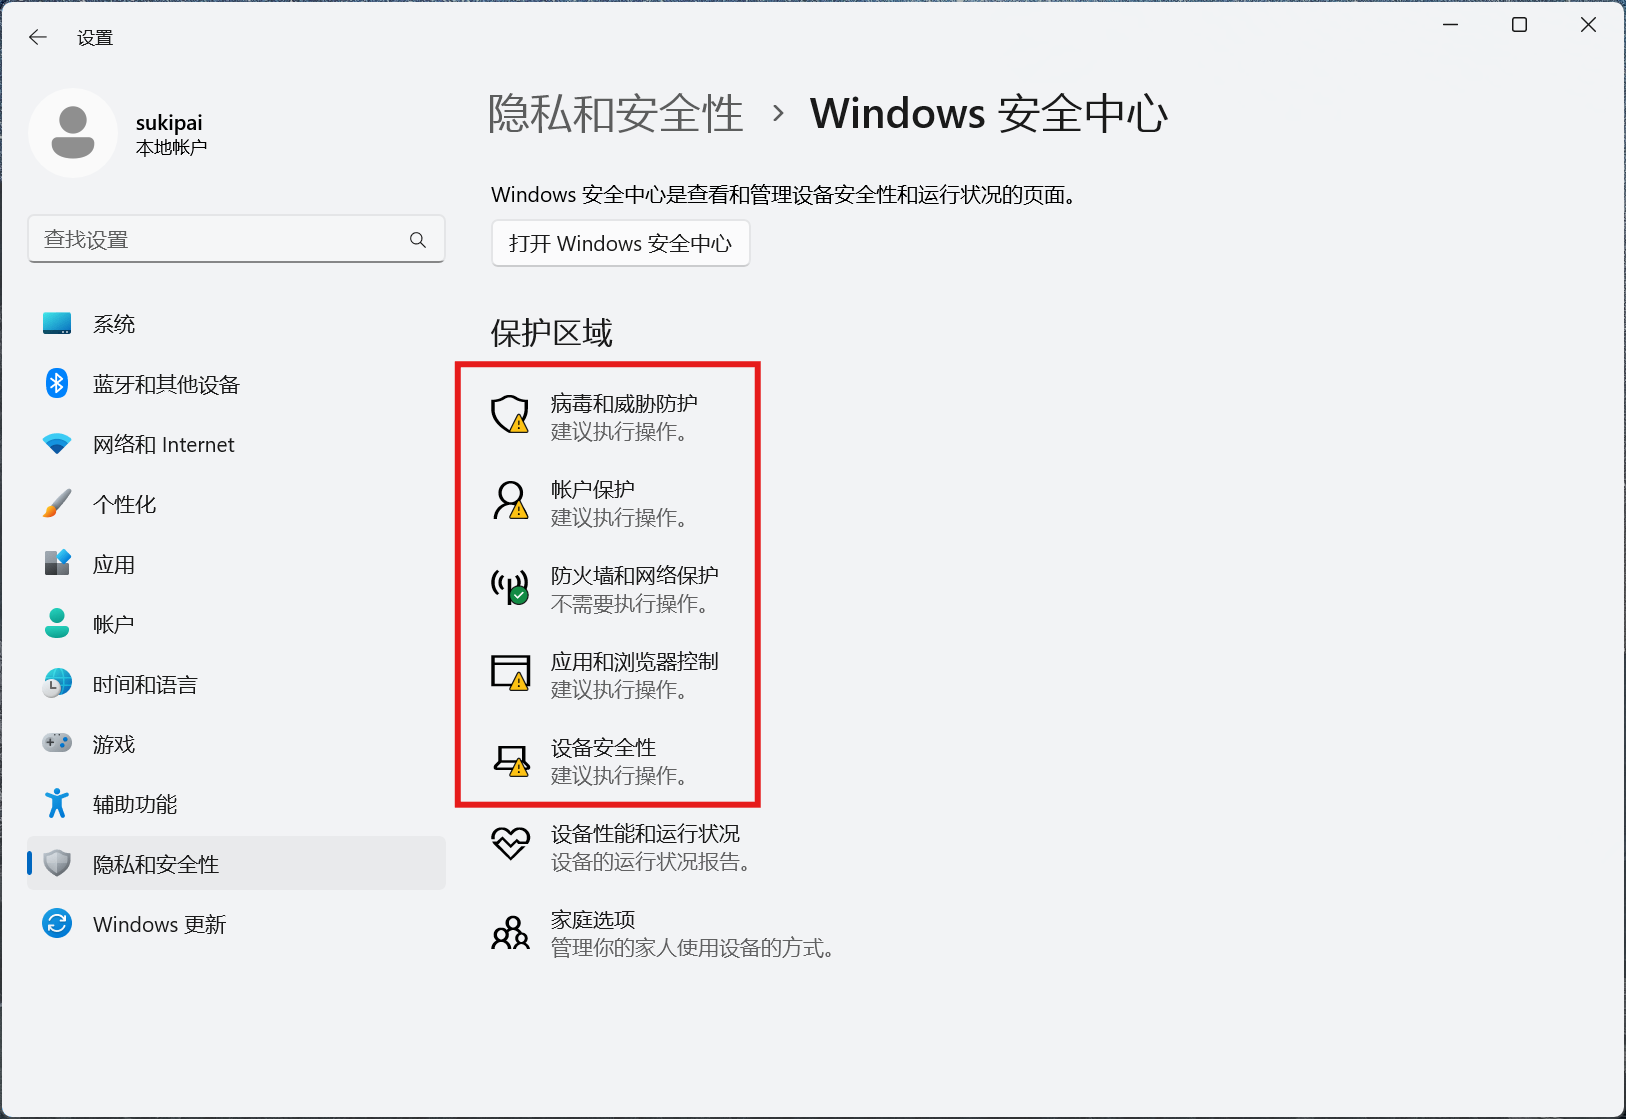 设置
sukipai
本地帐户
查找设置
系统
蓝牙和其他设备
网络和 Internet
个性化
应用
帐户
时间和语言
游戏
辅助功能
隐私和安全性
Windows 更新
隐私和安全性 › Windows 安全中心
Windows 安全中心是查看和管理设备安全性和运行状况的页面。
打开 Windows 安全中心
保护区域
病毒和威胁防护
建议执行操作。
帐户保护
建议执行操作。
防火墙和网络保护
不需要执行操作。
应用和浏览器控制
建议执行操作。
设备安全性
建议执行操作。
设备性能和运行状况
设备的运行状况报告。
家庭选项
管理你的家人使用设备的方式。